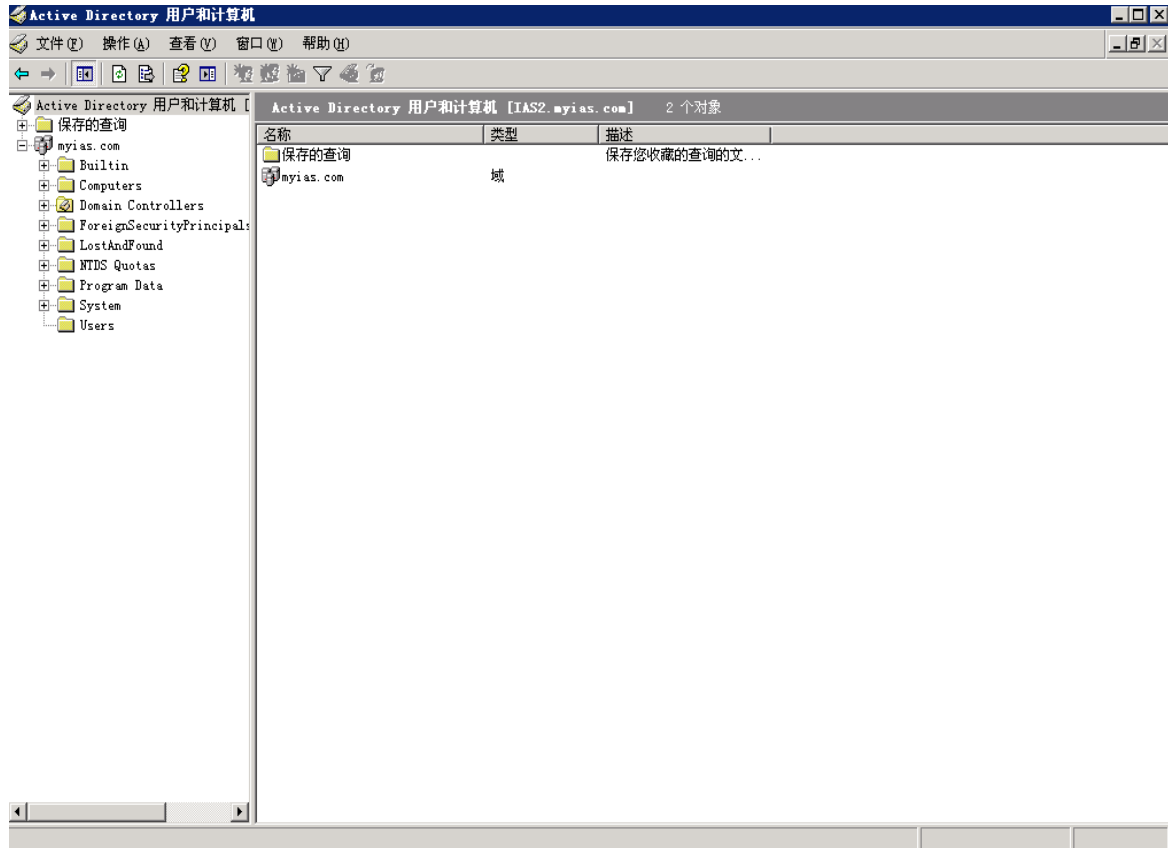 Active Directory 用户和计算机
文件(F) 操作(A) 查看(V) 窗口(W) 帮助(H)
Active Directory 用户和计算机 [
保存的查询
myias.com
Builtin
Computers
Domain Controllers
ForeignSecurityPrincipals
LostAndFound
NTDS Quotas
Program Data
System
Users
Active Directory 用户和计算机 [IAS2.myias.com] 2 个对象
名称 类型 描述
保存的查询 保存您收藏的查询的文...
myias.com 域